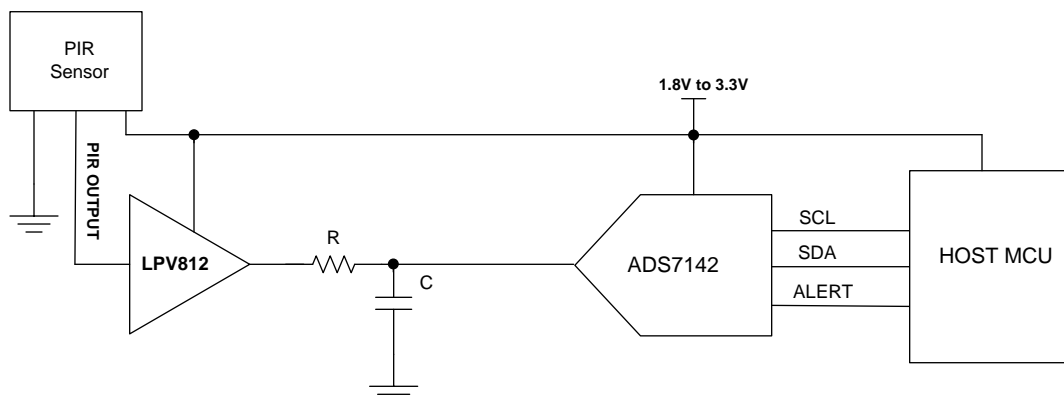 PIR
Sensor
1.8V to 3.3V
PIR OUTPUT
LPV812
R
C
ADS7142
SCL
SDA
ALERT
HOST MCU